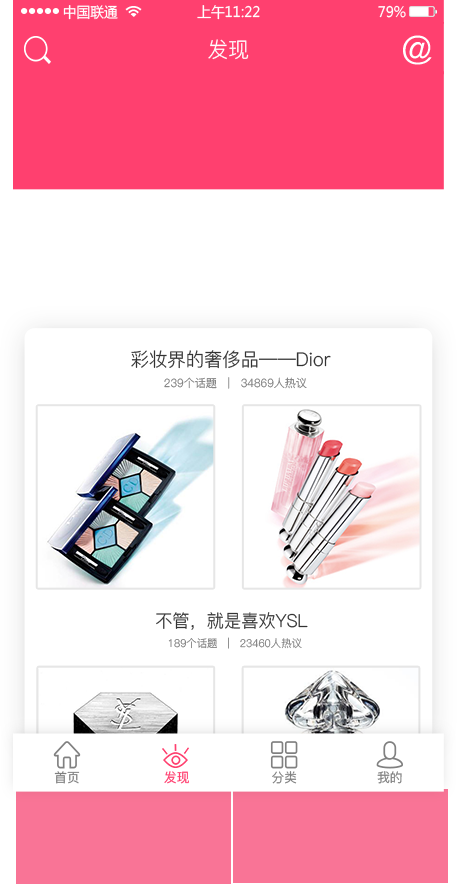 中国联通 上午11:22 79%
发现 @
彩妆界的奢侈品——Dior
239个话题 | 34869人热议
不管，就是喜欢YSL
189个话题 | 23460人热议
YSL
首页 发现 分类 我的